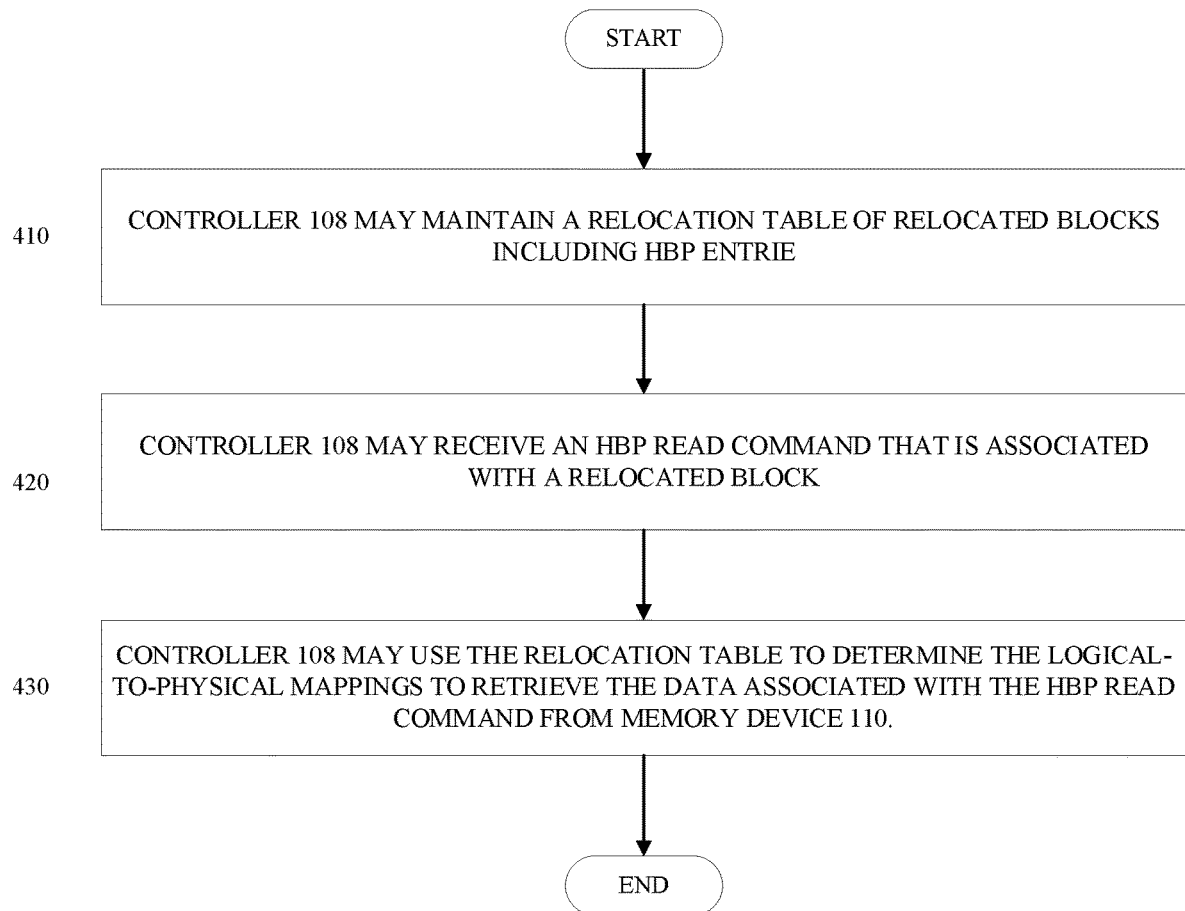 START
410
CONTROLLER 108 MAY MAINTAIN A RELOCATION TABLE OF RELOCATED BLOCKS
INCLUDING HBP ENTRIE
420
CONTROLLER 108 MAY RECEIVE AN HBP READ COMMAND THAT IS ASSOCIATED
WITH A RELOCATED BLOCK
430
CONTROLLER 108 MAY USE THE RELOCATION TABLE TO DETERMINE THE LOGICAL-
TO-PHYSICAL MAPPINGS TO RETRIEVE THE DATA ASSOCIATED WITH THE HBP READ
COMMAND FROM MEMORY DEVICE 110.
END